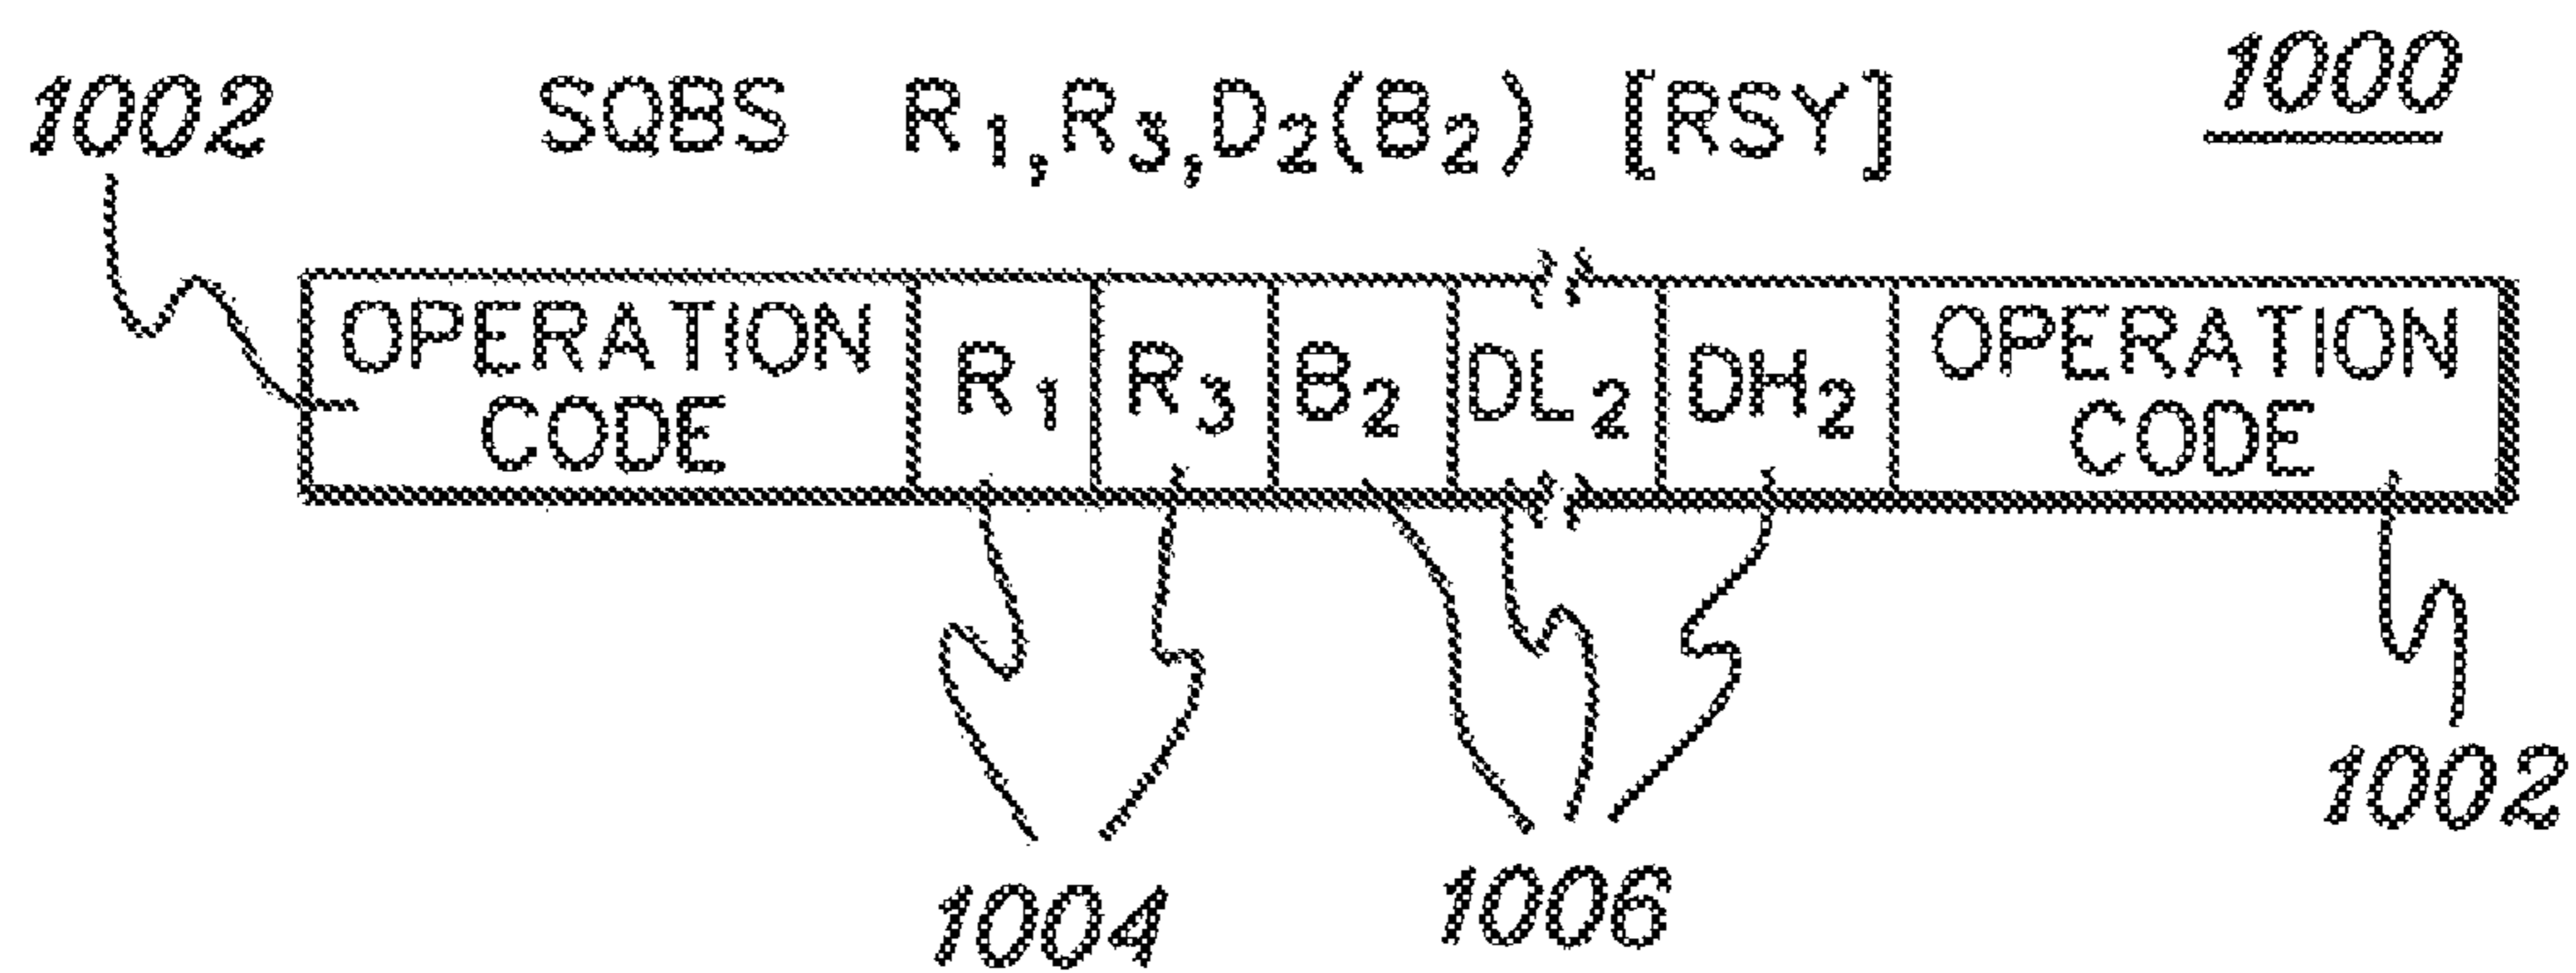 1002 SQBS R1,R3,D2(B2) [RSY] 1000
OPERATION CODE R1 R3 B2 DL2 DH2 OPERATION CODE
1002
1004 1006